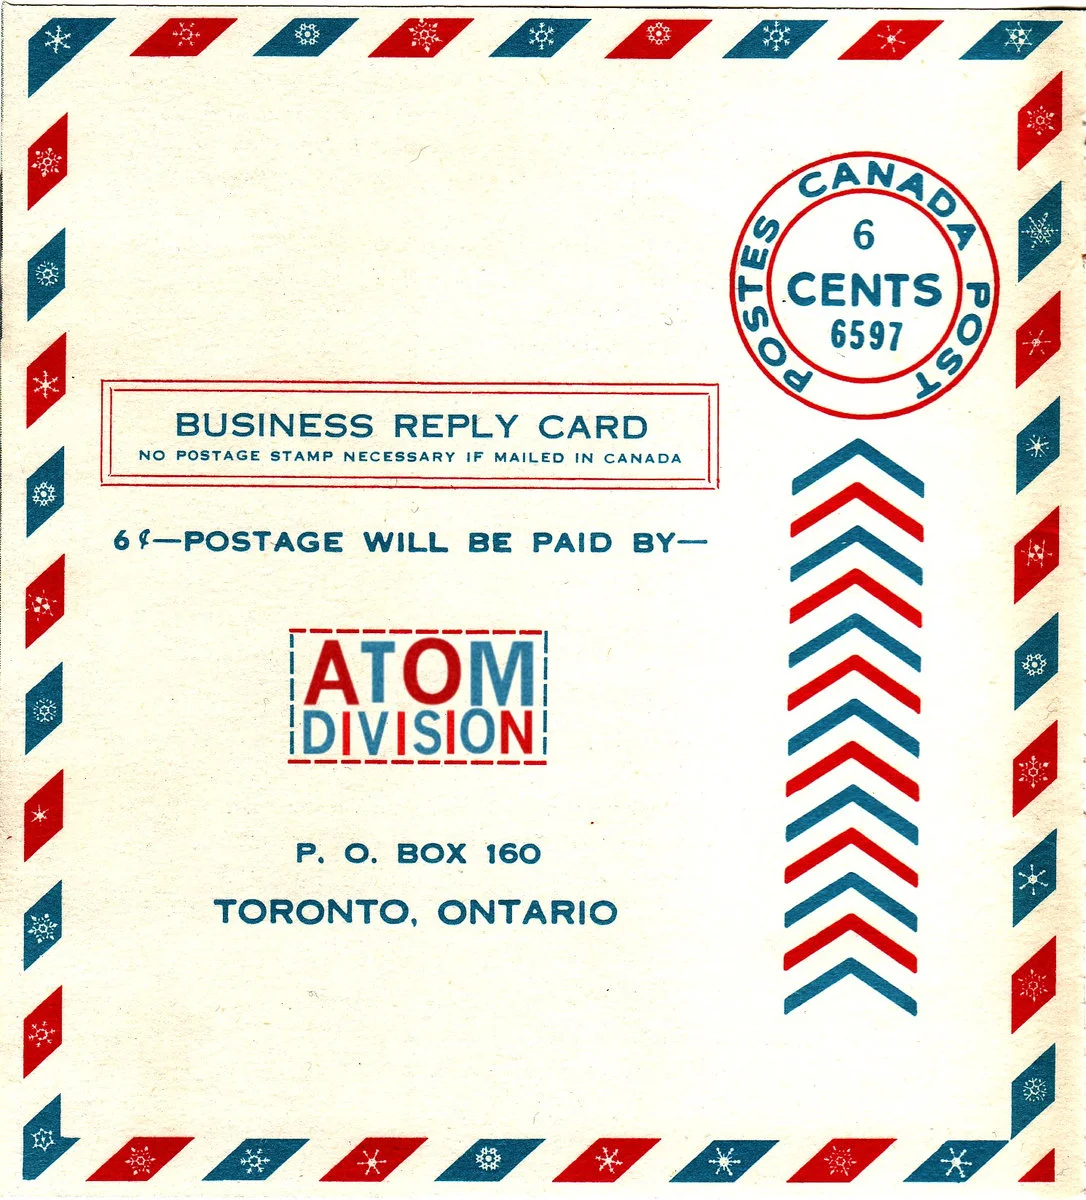 POSTES CANADA POST
6
CENTS
6597
BUSINESS REPLY CARD
NO POSTAGE STAMP NECESSARY IF MAILED IN CANADA
6¢—POSTAGE WILL BE PAID BY—
ATOM
DIVISION
P. O. BOX 160
TORONTO, ONTARIO